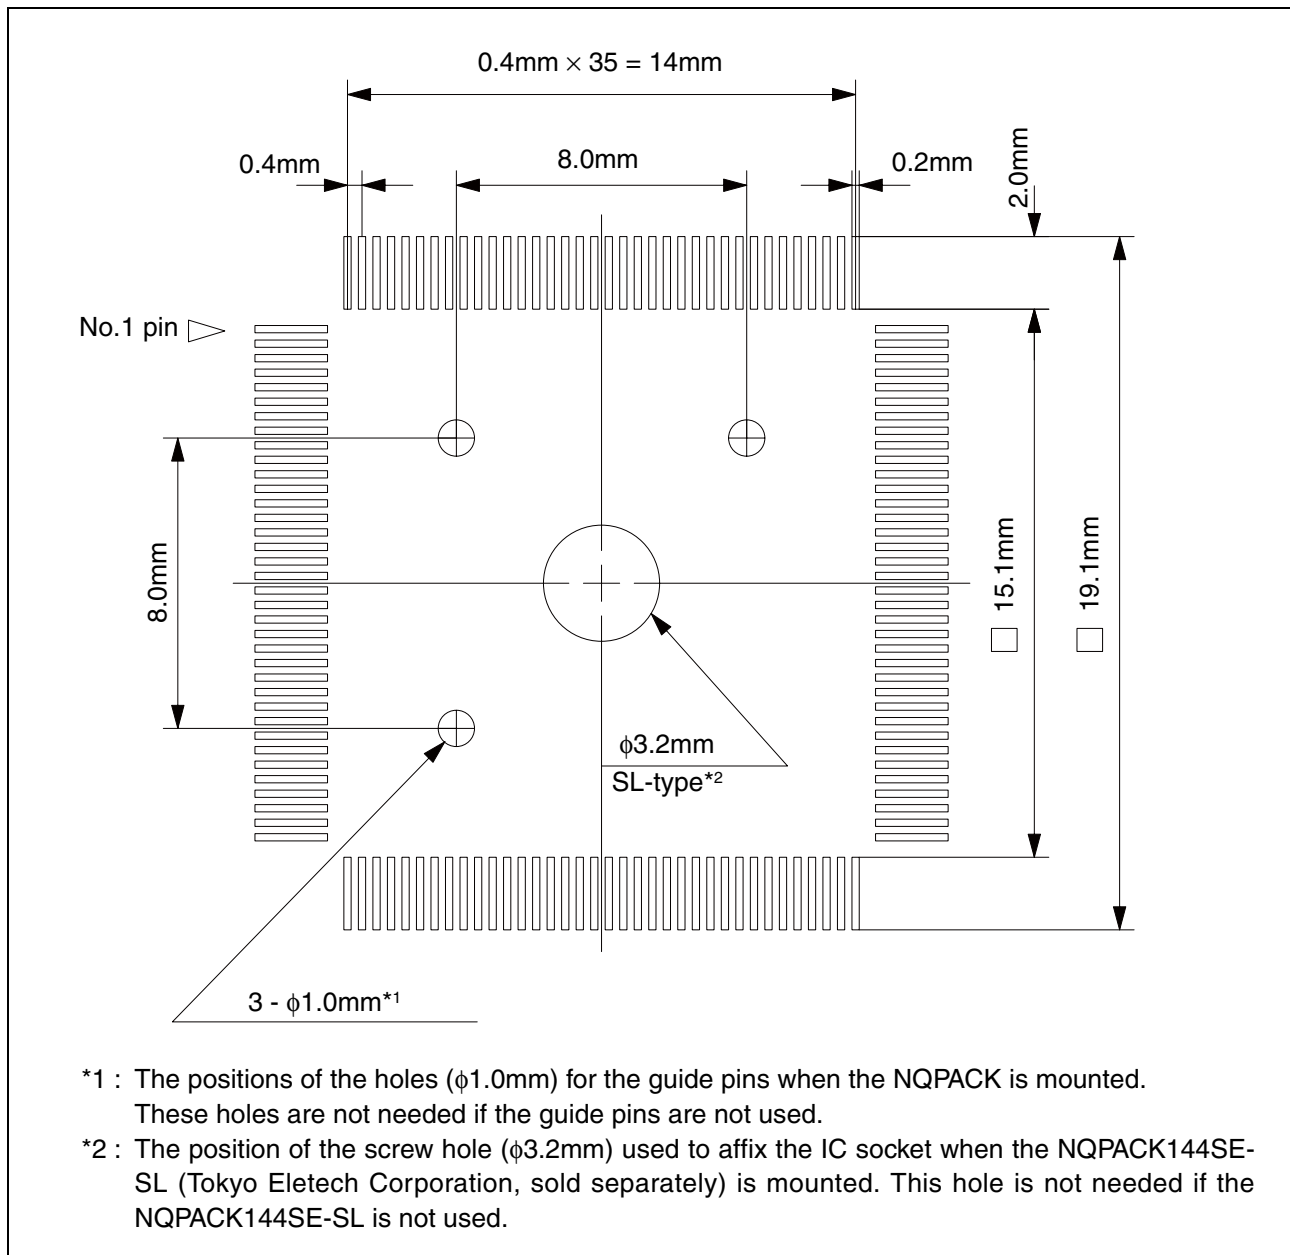 0.4mm × 35 = 14mm
0.4mm
8.0mm
0.2mm
2.0mm
No.1 pin
8.0mm
15.1mm
19.1mm
ϕ3.2mm
SL-type*2
3 - ϕ1.0mm*1
*1 : The positions of the holes (ϕ1.0mm) for the guide pins when the NQPACK is mounted.
These holes are not needed if the guide pins are not used.
*2 : The position of the screw hole (ϕ3.2mm) used to affix the IC socket when the NQPACK144SE-
SL (Tokyo Eletech Corporation, sold separately) is mounted. This hole is not needed if the
NQPACK144SE-SL is not used.